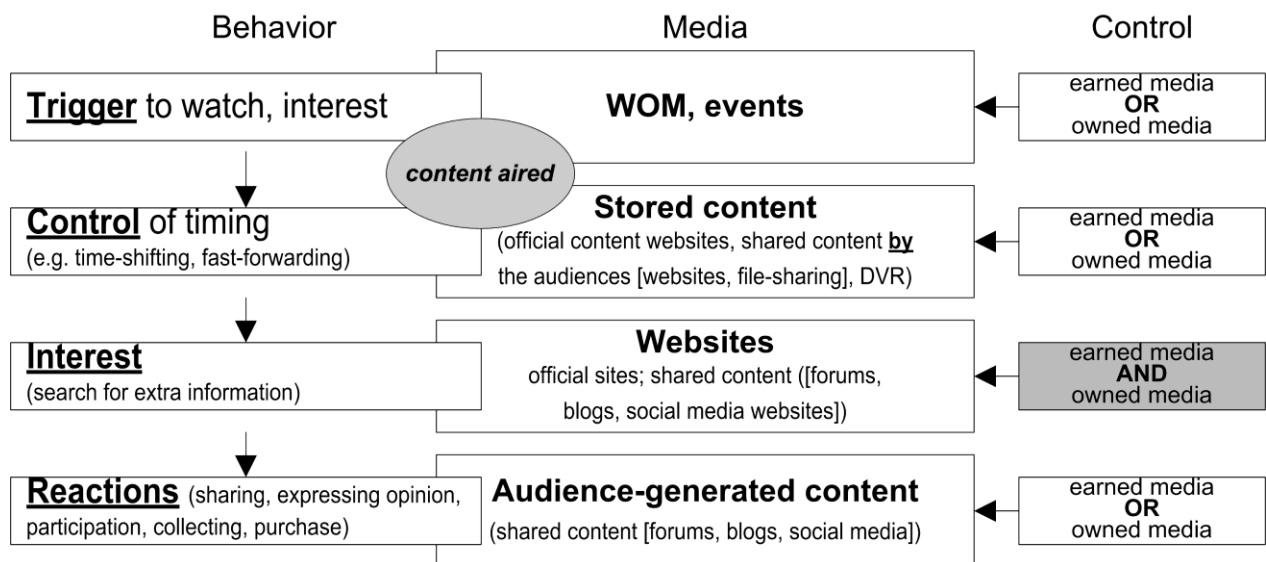 Behavior Media Control
Trigger to watch, interest
WOM, events
earned media
OR
owned media
content aired
Control of timing
(e.g. time-shifting, fast-forwarding)
Stored content
(official content websites, shared content by
the audiences [websites, file-sharing], DVR)
earned media
OR
owned media
Interest
(search for extra information)
Websites
official sites; shared content ([forums,
blogs, social media websites])
earned media
AND
owned media
Reactions (sharing, expressing opinion,
participation, collecting, purchase)
Audience-generated content
(shared content [forums, blogs, social media])
earned media
OR
owned media